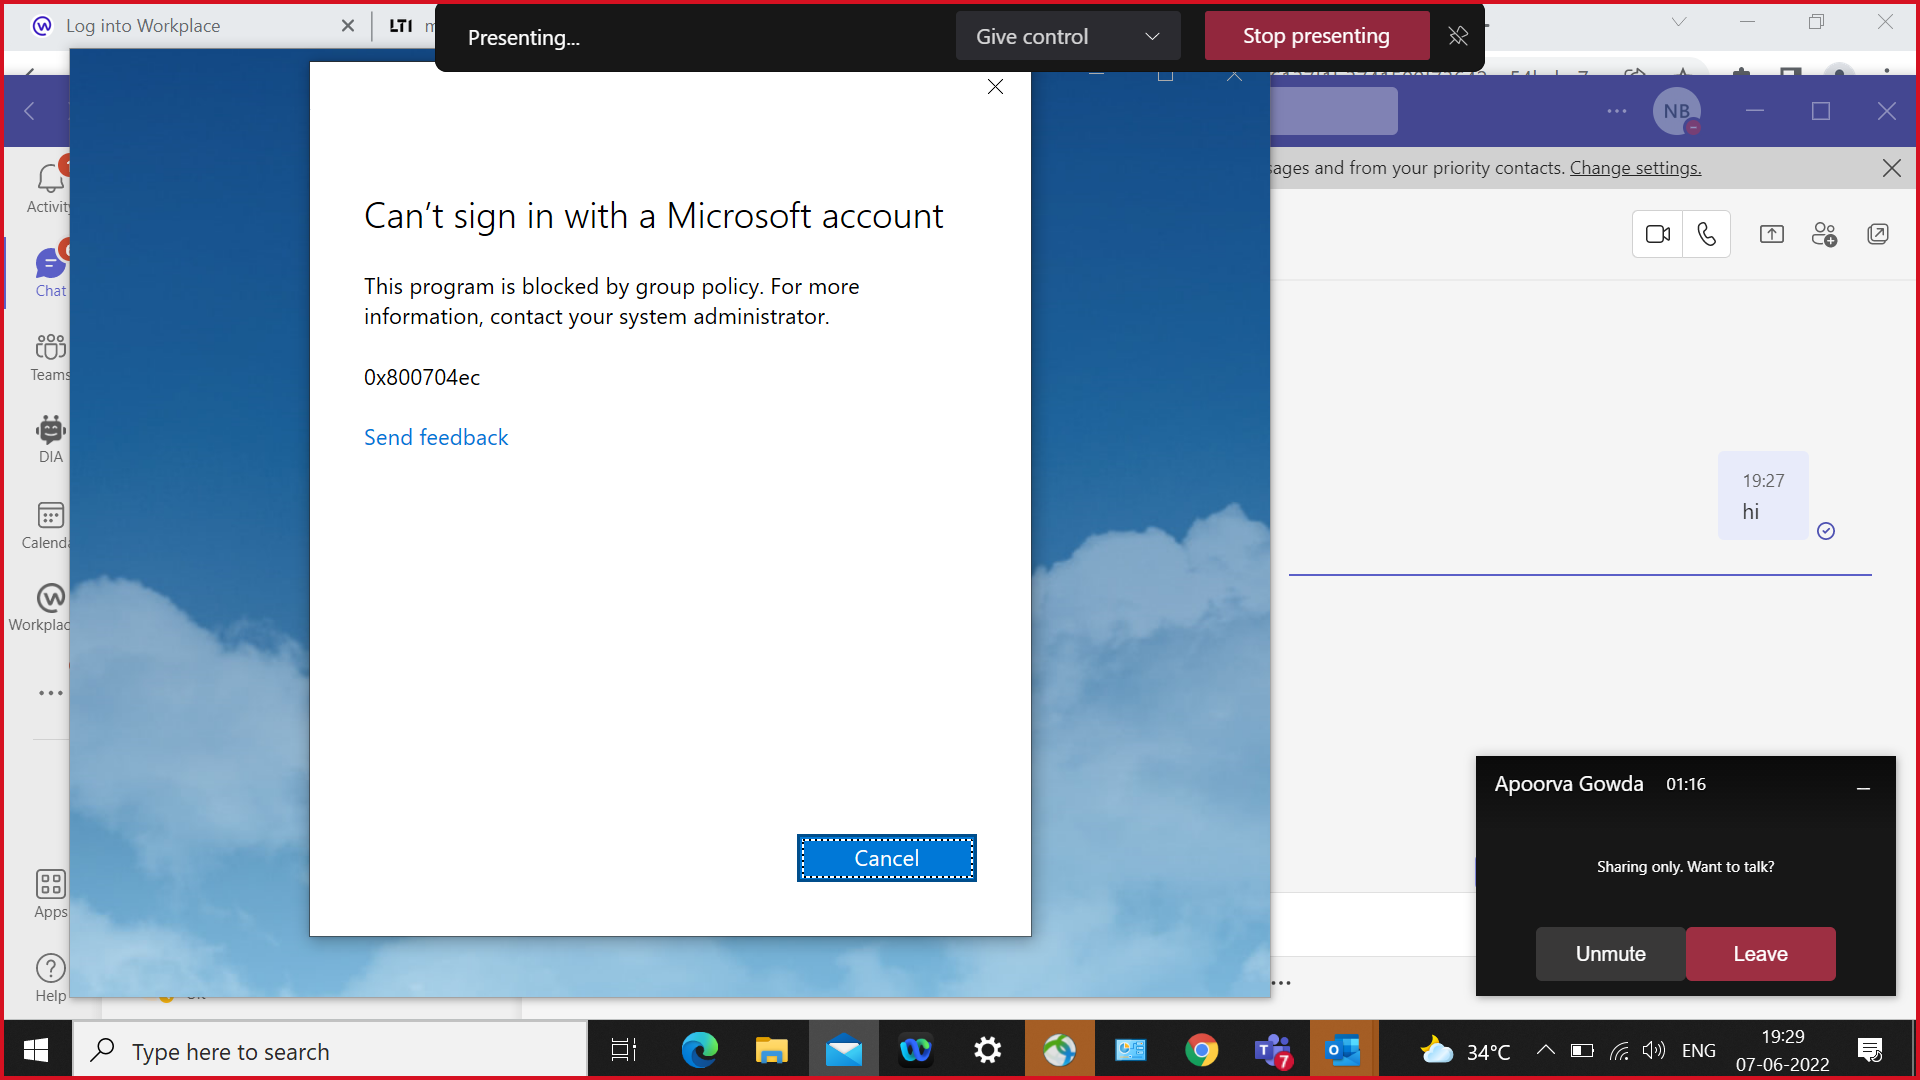 Log into Workplace
LTI
Presenting...
Give control
Stop presenting
NB
sages and from your priority contacts. Change settings.
Activity
Chat
Teams
DIA
Calenda
Workplac
Apps
Help
Can't sign in with a Microsoft account
This program is blocked by group policy. For more
information, contact your system administrator.
0x800704ec
Send feedback
Cancel
19:27
hi
Apoorva Gowda 01:16
Sharing only. Want to talk?
Unmute
Leave
Type here to search
7
34°C
ENG
19:29
07-06-2022